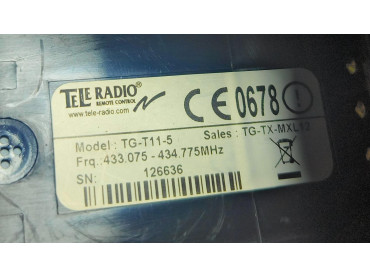 TELE RADIO
REMOTE CONTROL
www.tele-radio.com
CE 0678 !
Model : TG-T11-5 Sales : TG-TX-MXL
Frq.:433.075 - 434.775MHz
SN: 126636